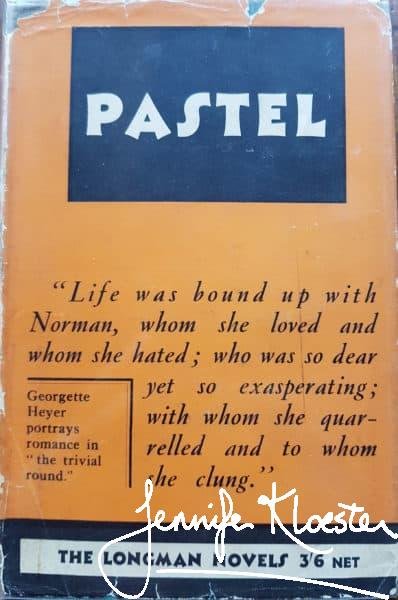 PASTEL
"Life was bound up with
Norman, whom she loved and
whom she hated; who was so dear
yet so exasperating;
with whom she quar-
relled and to whom
she clung."
Georgette
Heyer
portrays
romance in
"the trivial
round."
Jennifer Kloester
THE LONGMAN NOVELS 3'6 NET